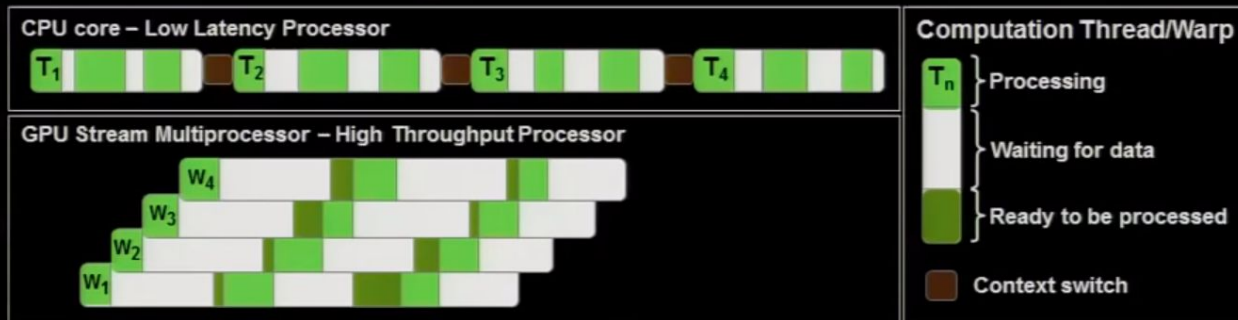 CPU core – Low Latency Processor
T1 T2 T3 T4
GPU Stream Multiprocessor – High Throughput Processor
W4
W3
W2
W1
Computation Thread/Warp
Tn
Processing
Waiting for data
Ready to be processed
Context switch